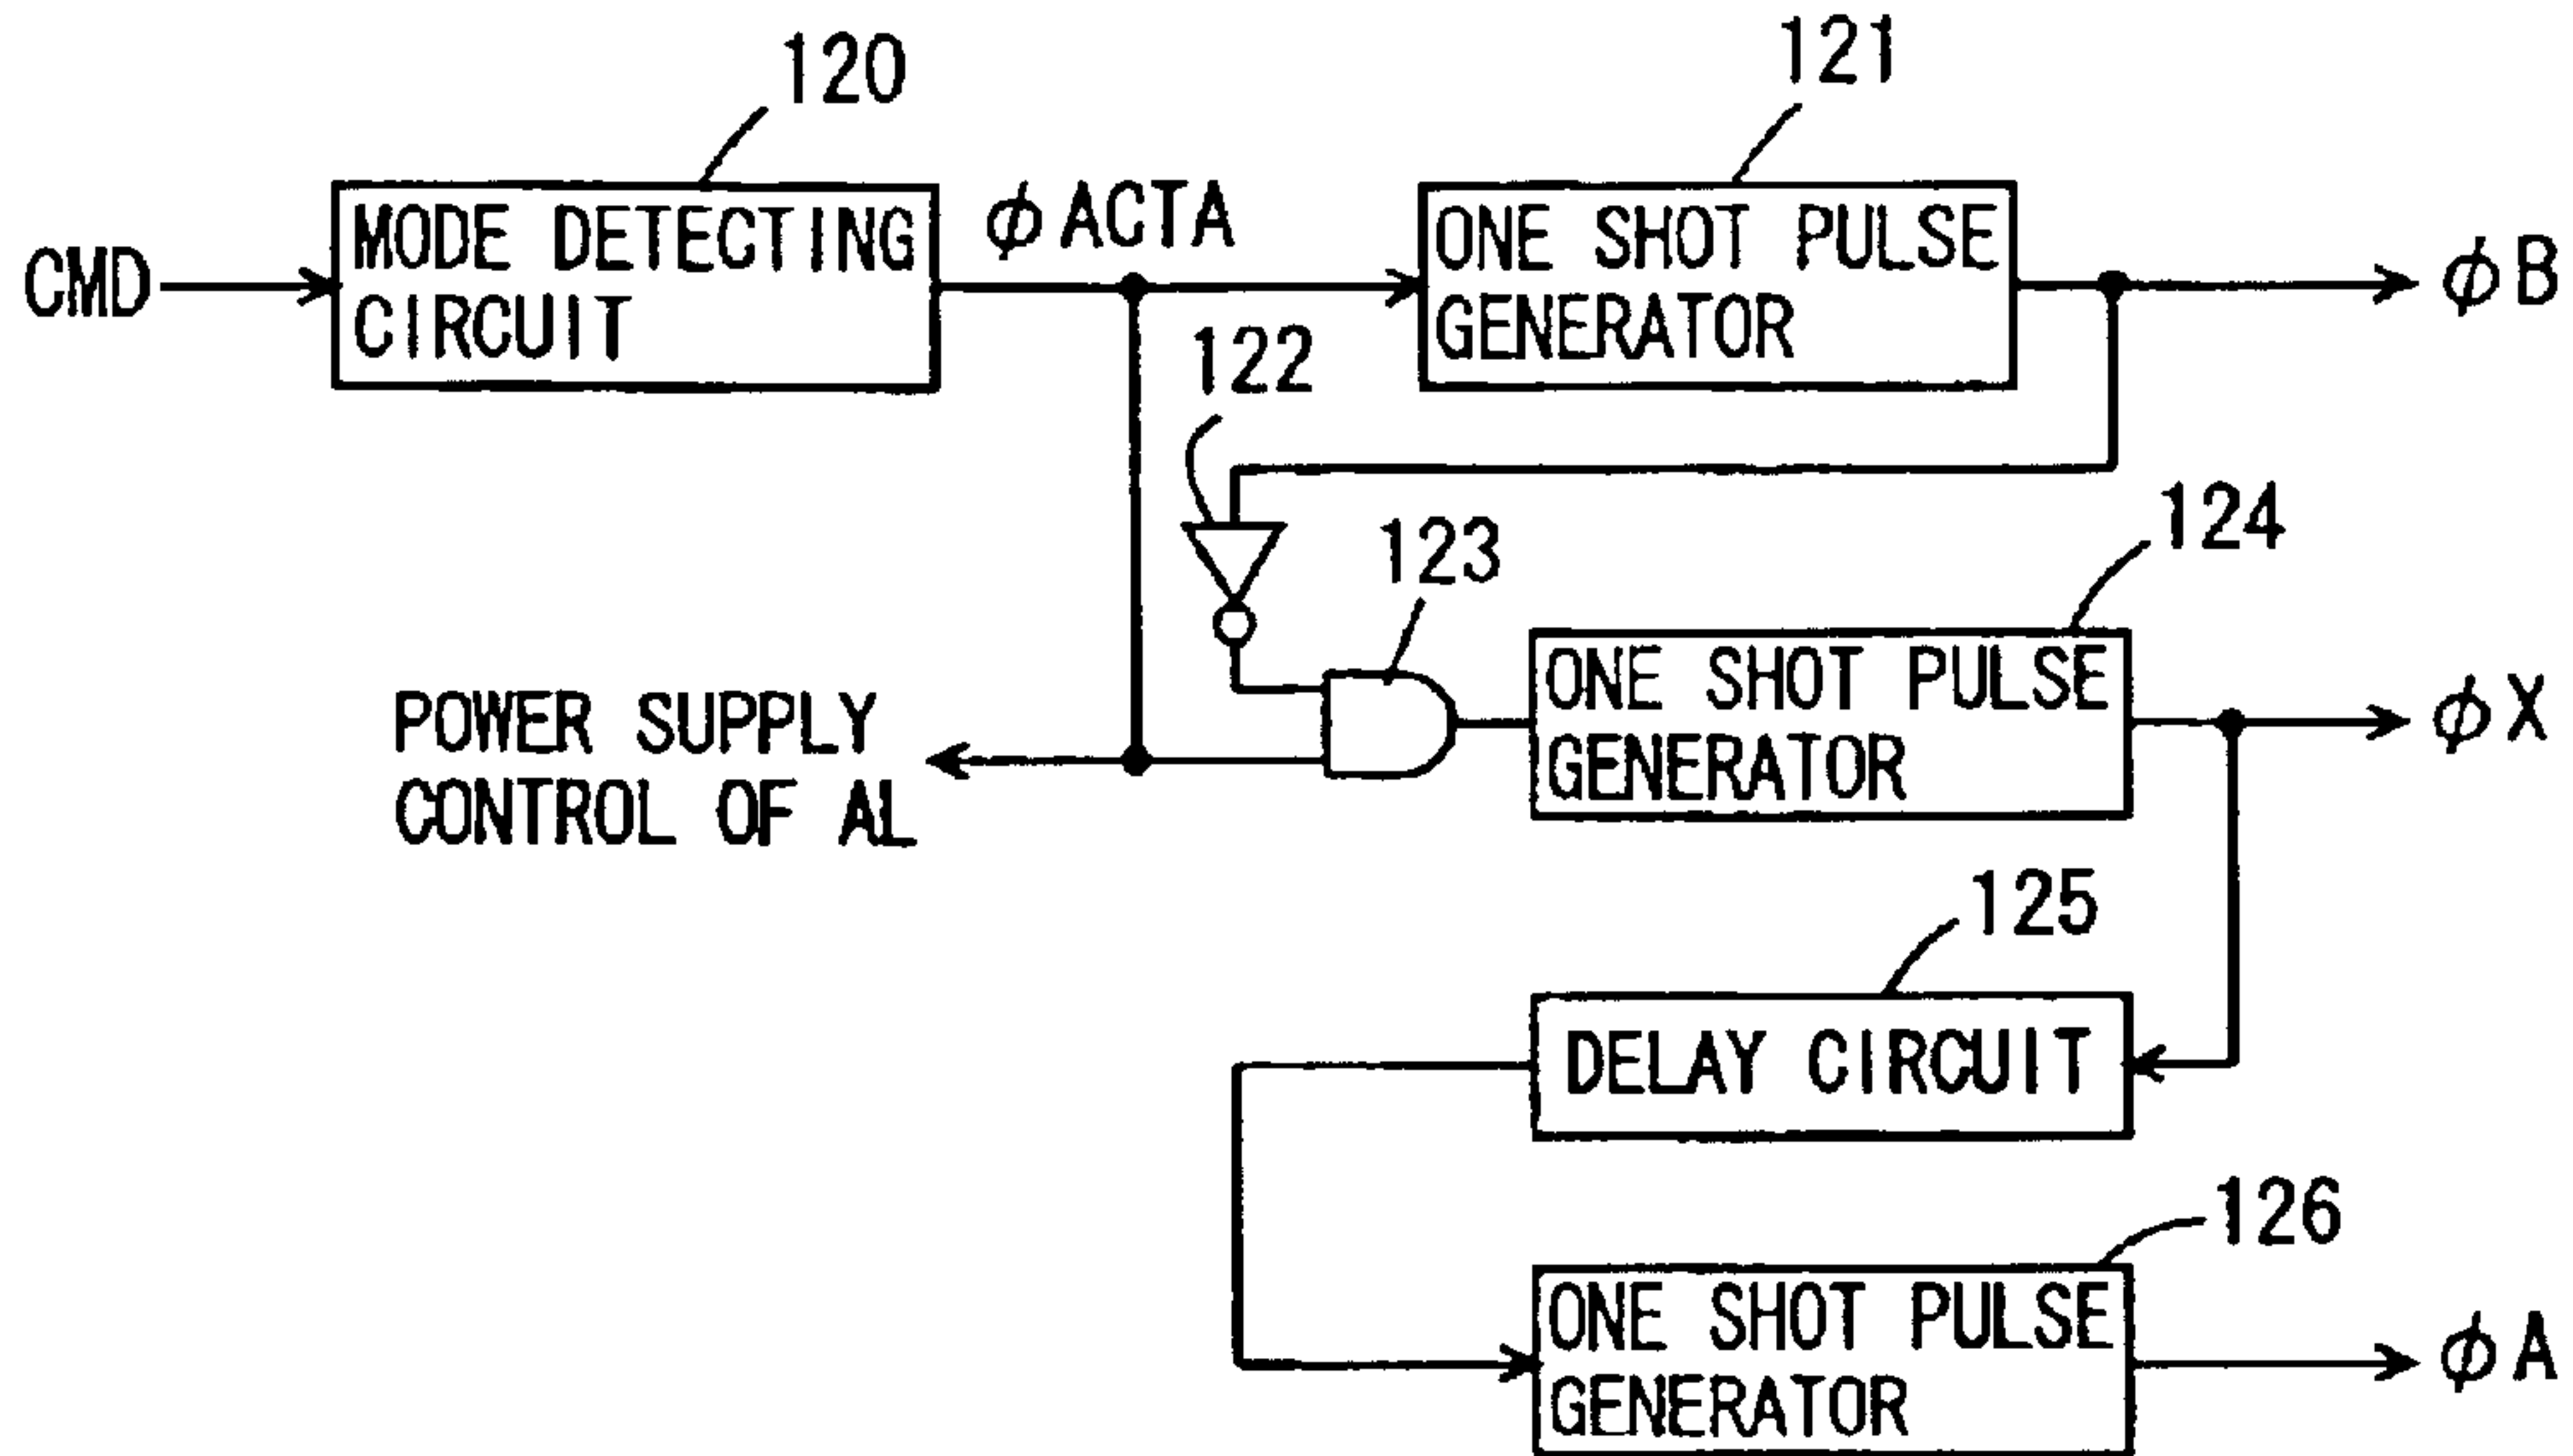 120
121
CMD
MODE DETECTING
CIRCUIT
φACTA
ONE SHOT PULSE
GENERATOR
φB
122
123
124
POWER SUPPLY
CONTROL OF AL
ONE SHOT PULSE
GENERATOR
φX
125
DELAY CIRCUIT
126
ONE SHOT PULSE
GENERATOR
φA